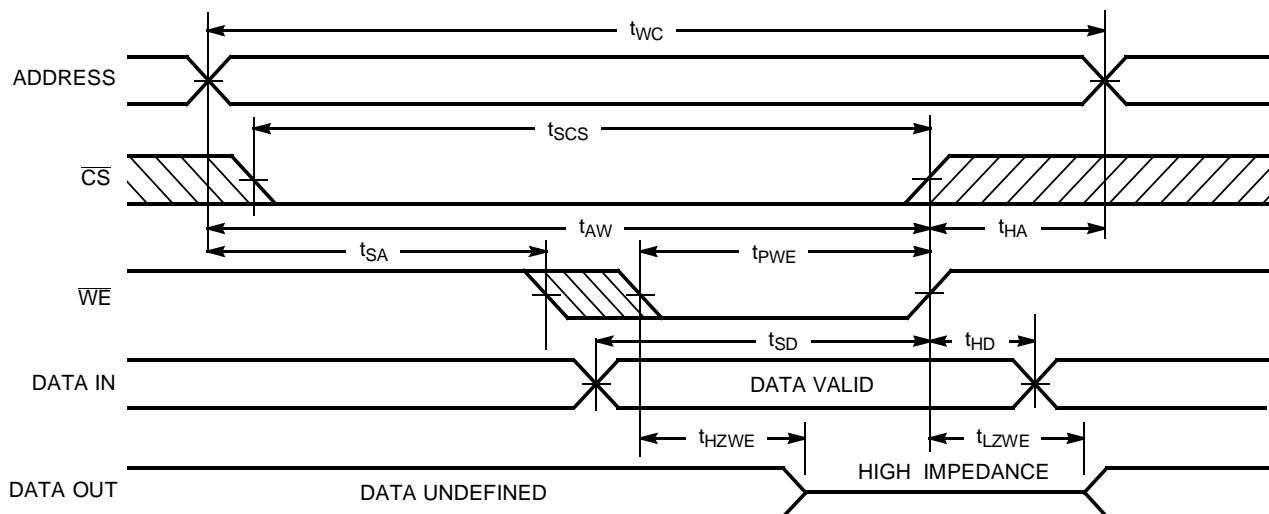 tWC
ADDRESS
tSCS
CS
tAW
tHA
tSA
tPWE
WE
tSD
tHD
DATA IN
DATA VALID
tHZWE
tLZWE
HIGH IMPEDANCE
DATA OUT
DATA UNDEFINED